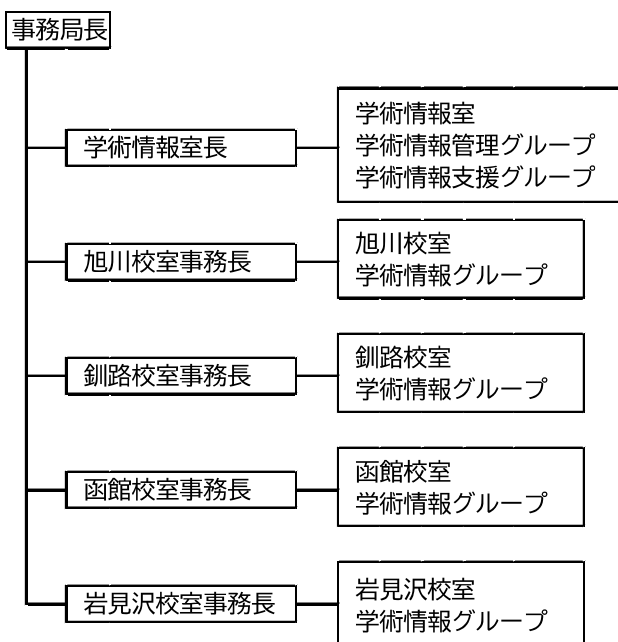 事務局長
学術情報室長
学術情報室
学術情報管理グループ
学術情報支援グループ
旭川校室事務長
旭川校室
学術情報グループ
釧路校室事務長
釧路校室
学術情報グループ
函館校室事務長
函館校室
学術情報グループ
岩見沢校室事務長
岩見沢校室
学術情報グループ